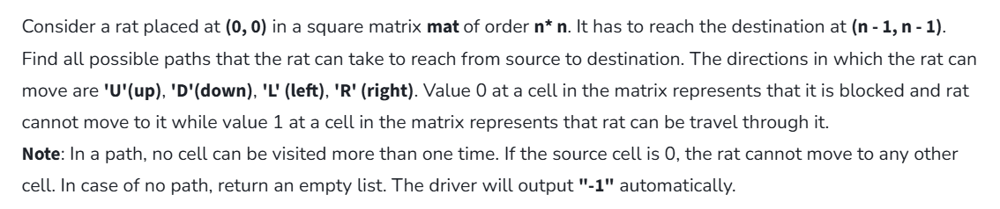 Consider a rat placed at (0, 0) in a square matrix mat of order n* n. It has to reach the destination at (n - 1, n - 1).
Find all possible paths that the rat can take to reach from source to destination. The directions in which the rat can
move are 'U'(up), 'D'(down), 'L' (left), 'R' (right). Value 0 at a cell in the matrix represents that it is blocked and rat
cannot move to it while value 1 at a cell in the matrix represents that rat can be travel through it.
Note: In a path, no cell can be visited more than one time. If the source cell is 0, the rat cannot move to any other
cell. In case of no path, return an empty list. The driver will output "-1" automatically.